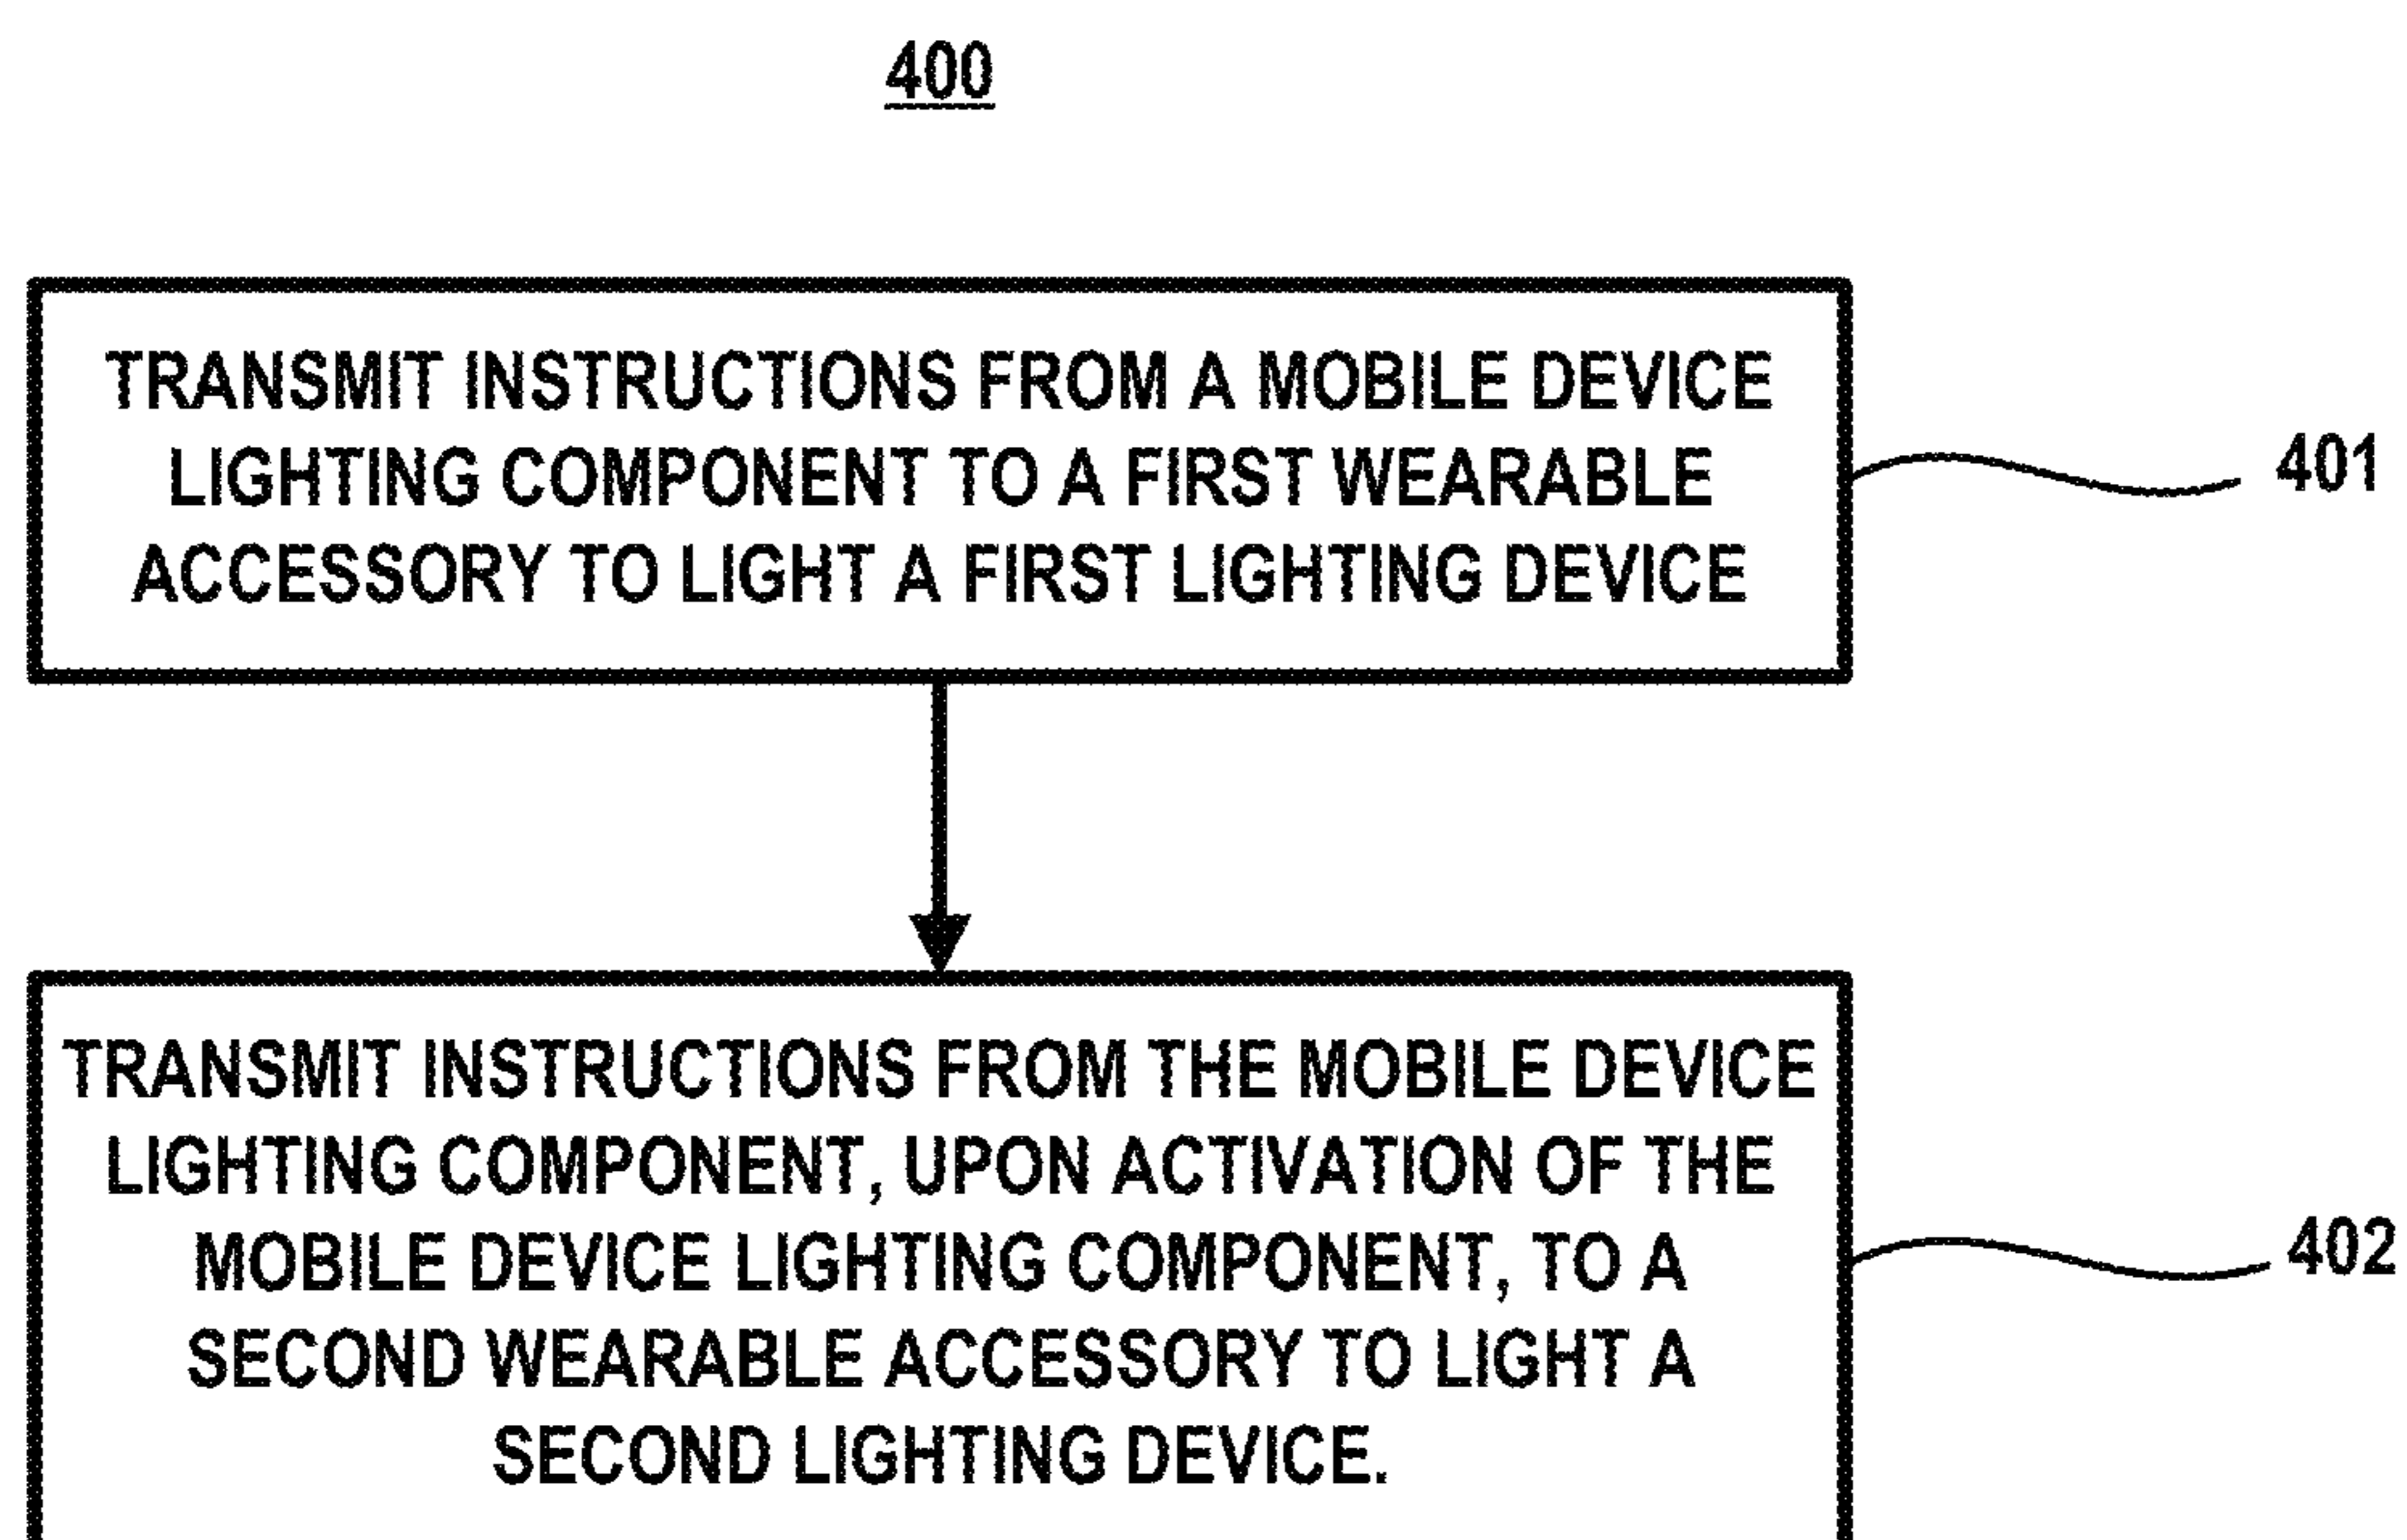 400
TRANSMIT INSTRUCTIONS FROM A MOBILE DEVICE
LIGHTING COMPONENT TO A FIRST WEARABLE
ACCESSORY TO LIGHT A FIRST LIGHTING DEVICE
401
TRANSMIT INSTRUCTIONS FROM THE MOBILE DEVICE
LIGHTING COMPONENT, UPON ACTIVATION OF THE
MOBILE DEVICE LIGHTING COMPONENT, TO A
SECOND WEARABLE ACCESSORY TO LIGHT A
SECOND LIGHTING DEVICE.
402